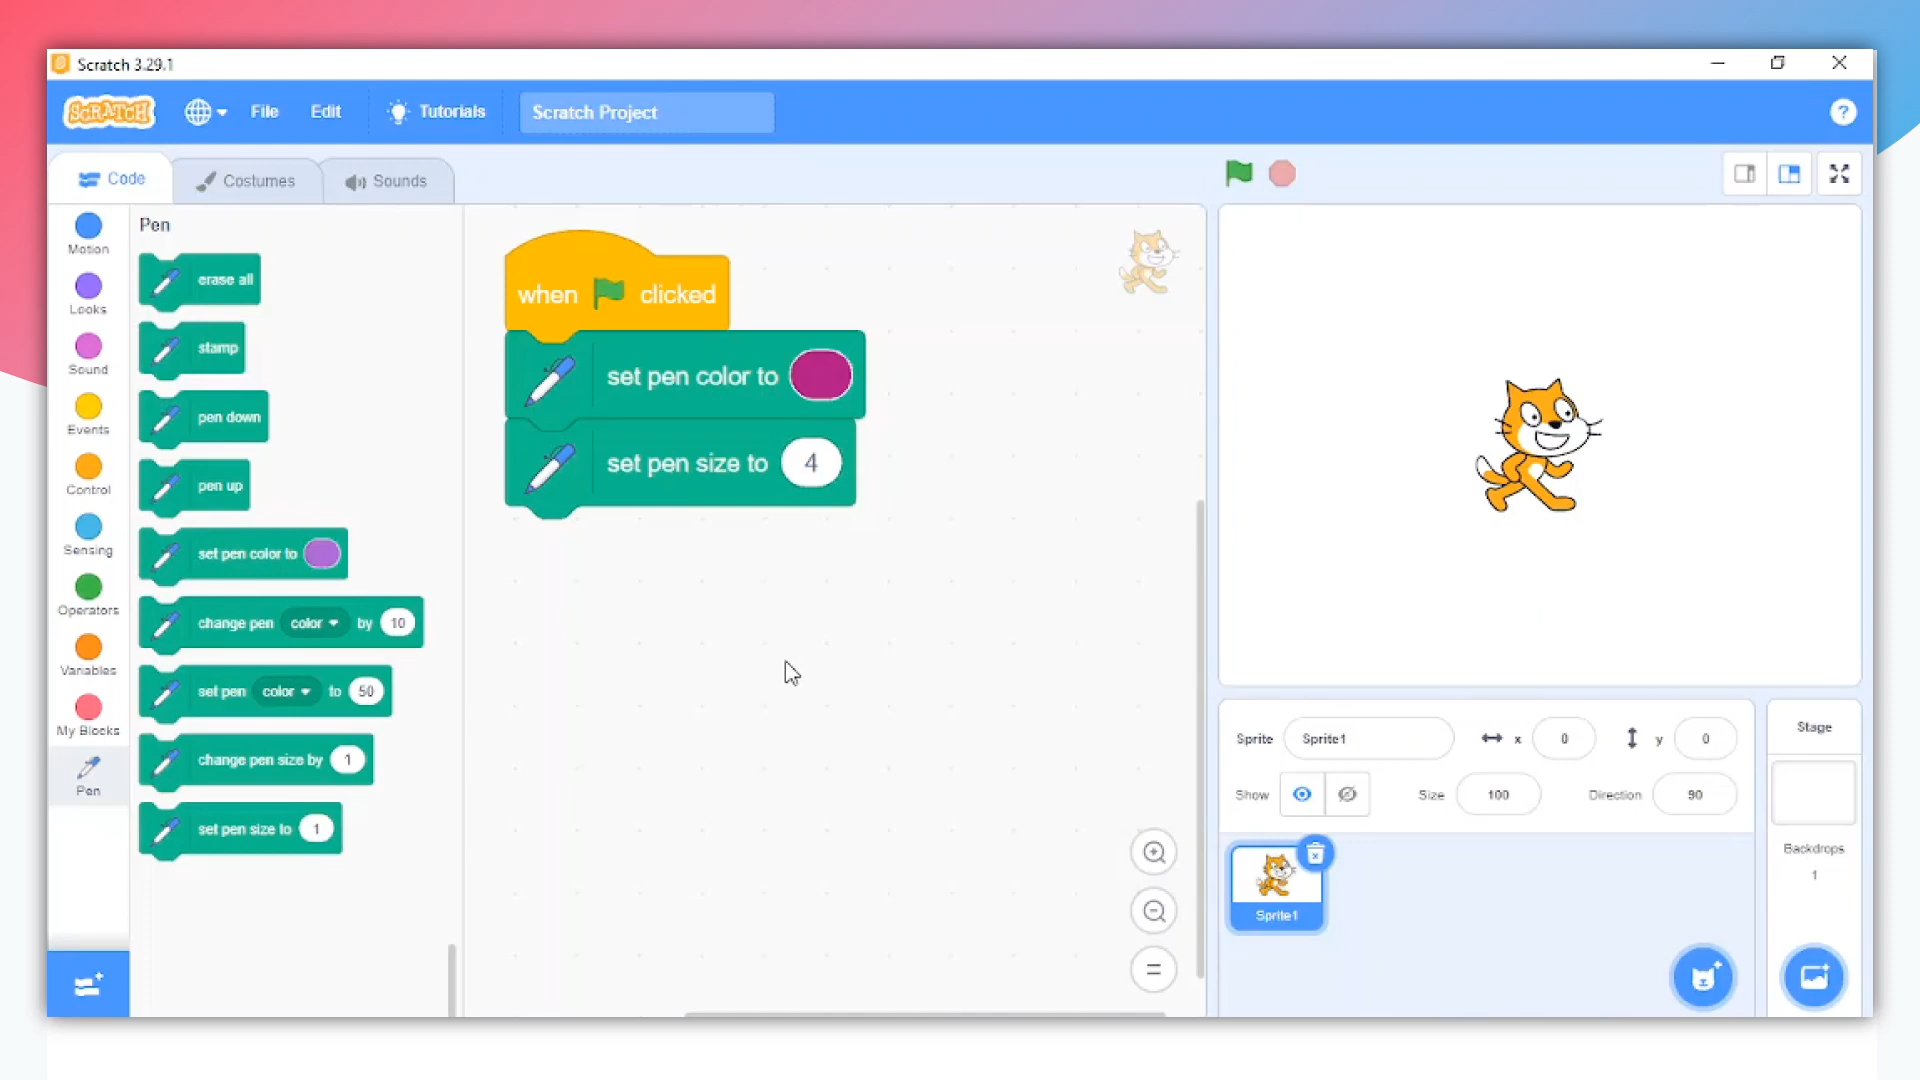 Scratch 3.29.1
SCRATCH
File
Edit
Tutorials
Scratch Project
?
Code
Costumes
Sounds
Motion
Looks
Sound
Events
Control
Sensing
Operators
Variables
My Blocks
Pen
Pen
erase all
stamp
pen down
pen up
set pen color to
change pen color by 10
set pen color to 50
change pen size by 1
set pen size to 1
when clicked
set pen color to
set pen size to 4
Sprite Sprite1 x 0 y 0
Show Size 100 Direction 90
Sprite1
Stage
Backdrops
1